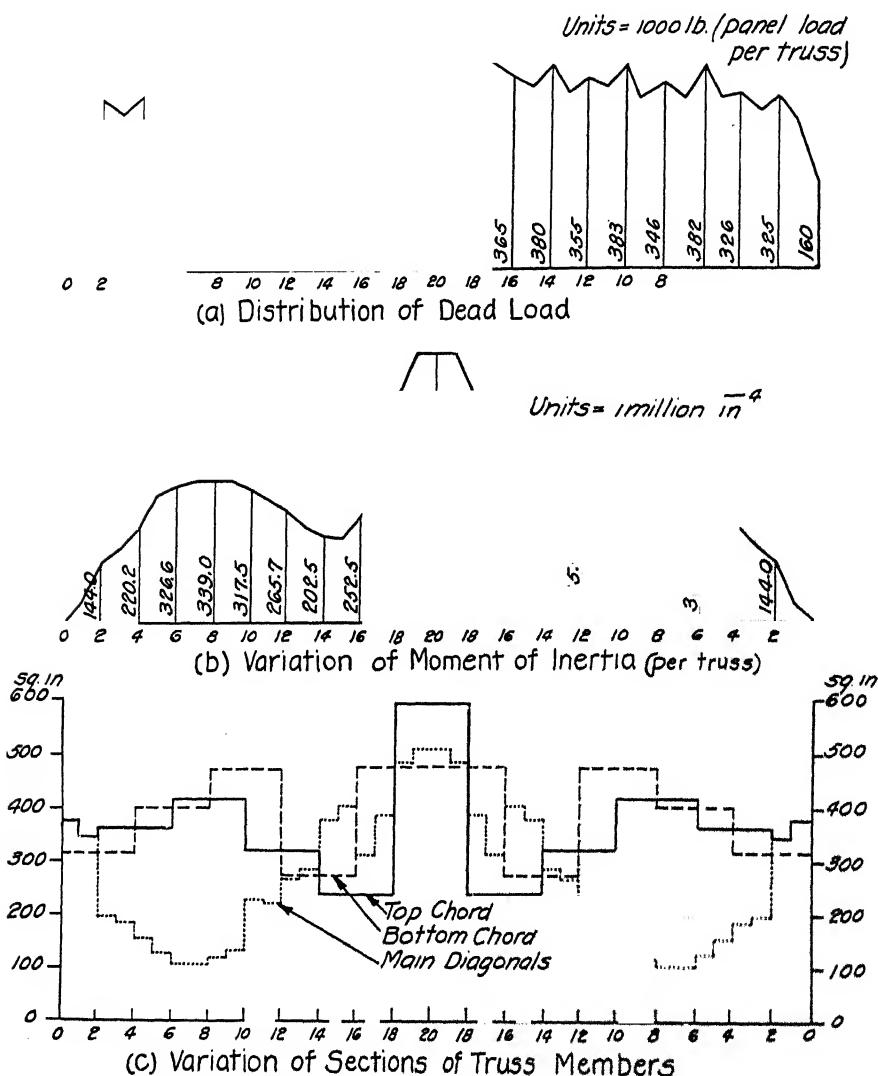 Units = 1000 lb. (panel load
per truss)
365 380 355 383 346 382 326 325 160
0 2 8 10 12 14 16 18 20 18 16 14 12 10 8
(a) Distribution of Dead Load
Units = 1 million in⁴
144.0 220.2 326.6 339.0 317.5 265.7 202.5 252.5 5. 3 144.0
0 2 4 6 8 10 12 14 16 18 20 18 16 14 12 10 8 6 4 2 0
(b) Variation of Moment of Inertia (per truss)
Sq. in Sq. in
600 600
500 500
400 400
300 300
200 200
Top Chord
Bottom Chord
Main Diagonals
100 100
0 0
0 2 4 6 8 10 12 14 16 18 20 18 16 14 12 10 8 6 4 2 0
(c) Variation of Sections of Truss Members